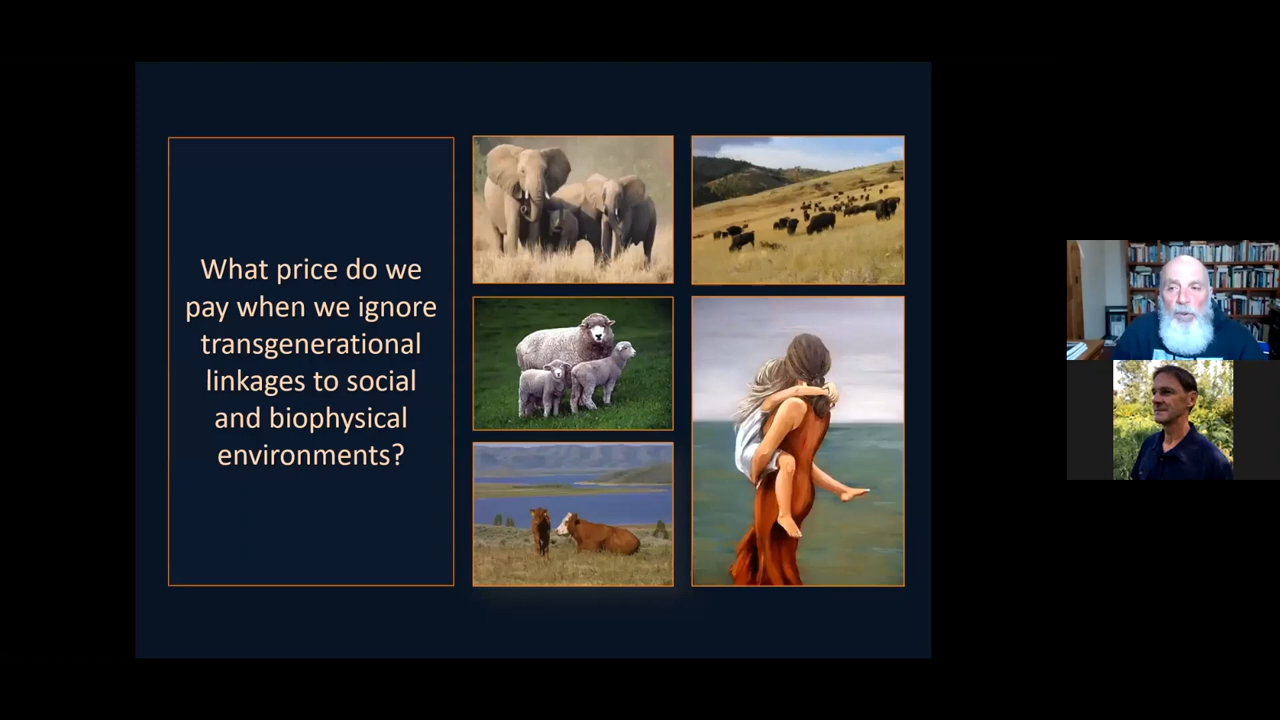 What price do we
pay when we ignore
transgenerational
linkages to social
and biophysical
environments?